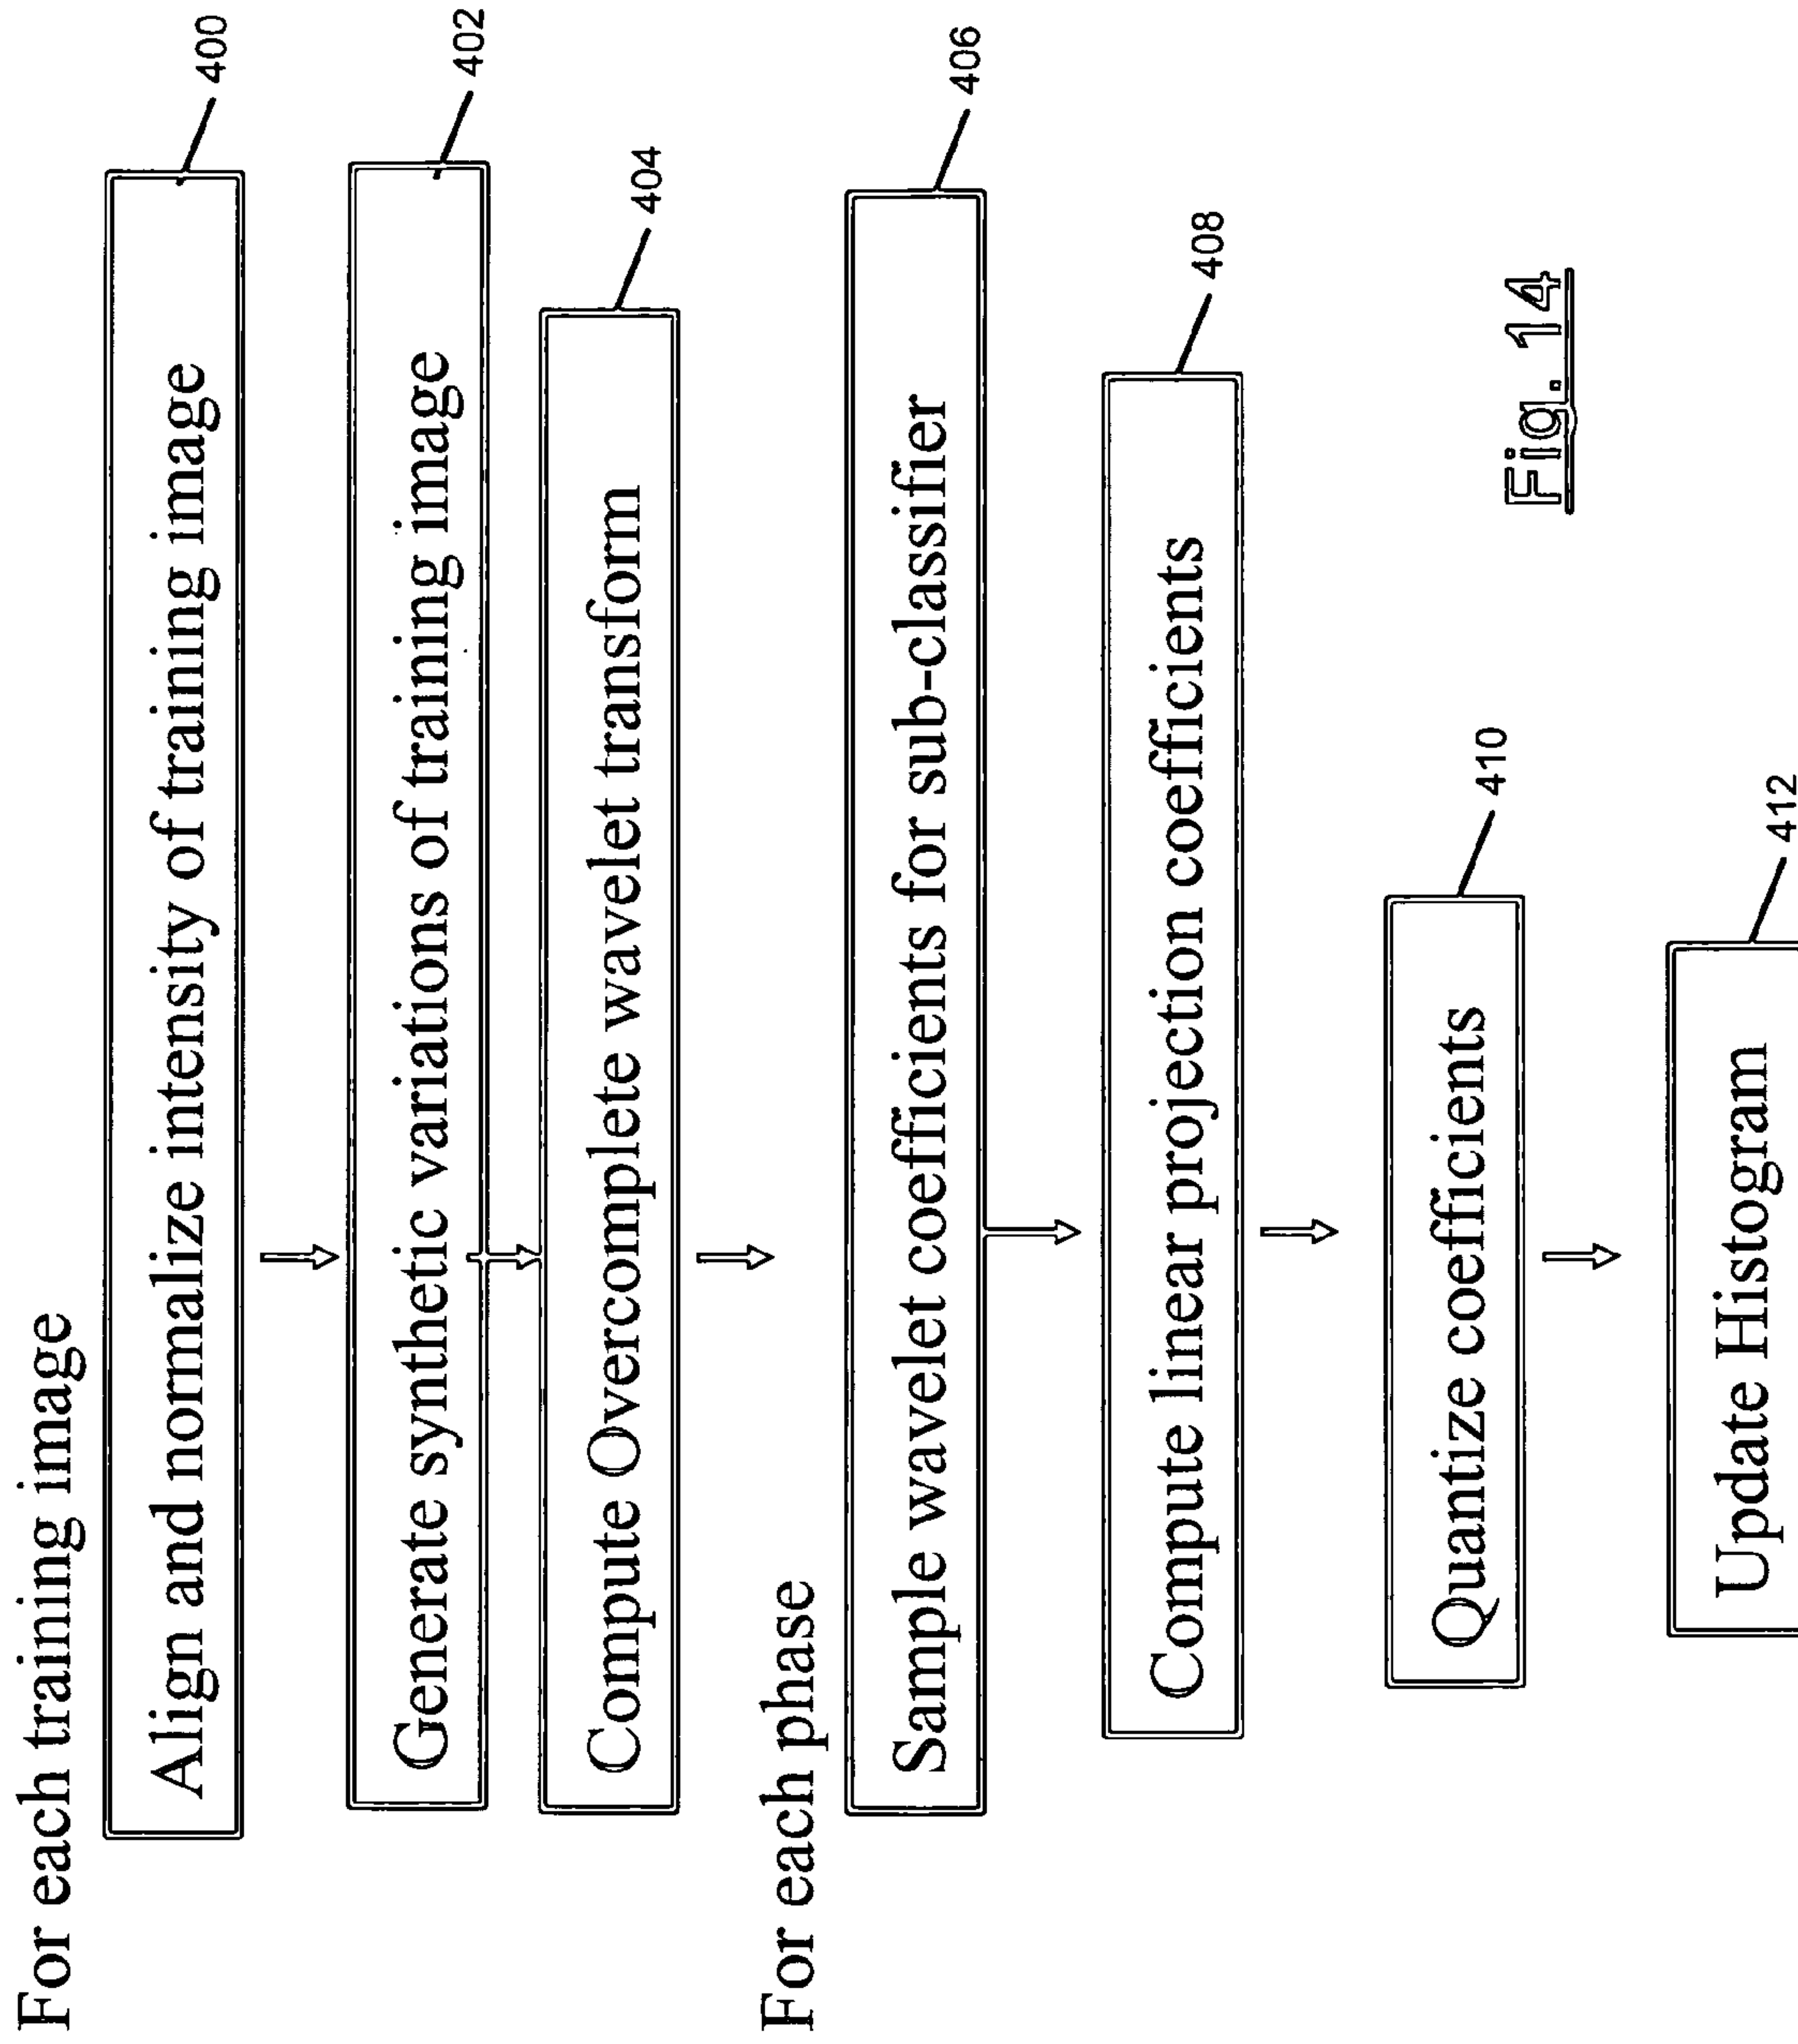 For each training image
Align and normalize intensity of training image
400
Generate synthetic variations of training image
402
Compute Overcomplete wavelet transform
404
For each phase
Sample wavelet coefficients for sub-classifier
406
Compute linear projection coefficients
408
Quantize coefficients
410
Update Histogram
412
Fig. 14